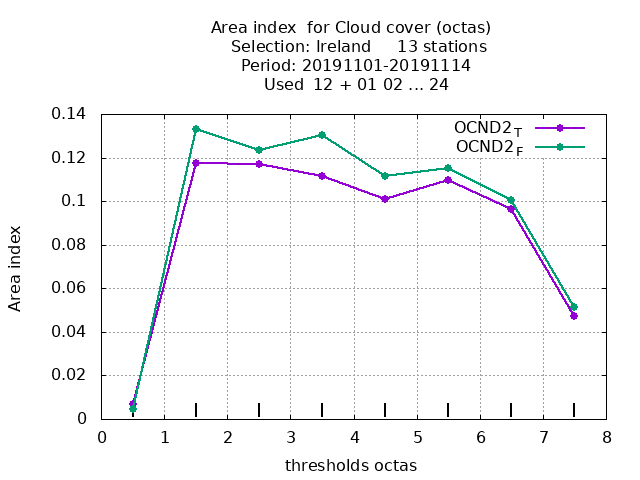 Area index  for Cloud cover (octas)
Selection: Ireland     13 stations
Period: 20191101-20191114
Used  12 + 01 02 ... 24
OCND2_T
OCND2_F
0.14
0.12
0.1
0.08
0.06
0.04
0.02
0
Area index
0 1 2 3 4 5 6 7 8
thresholds octas